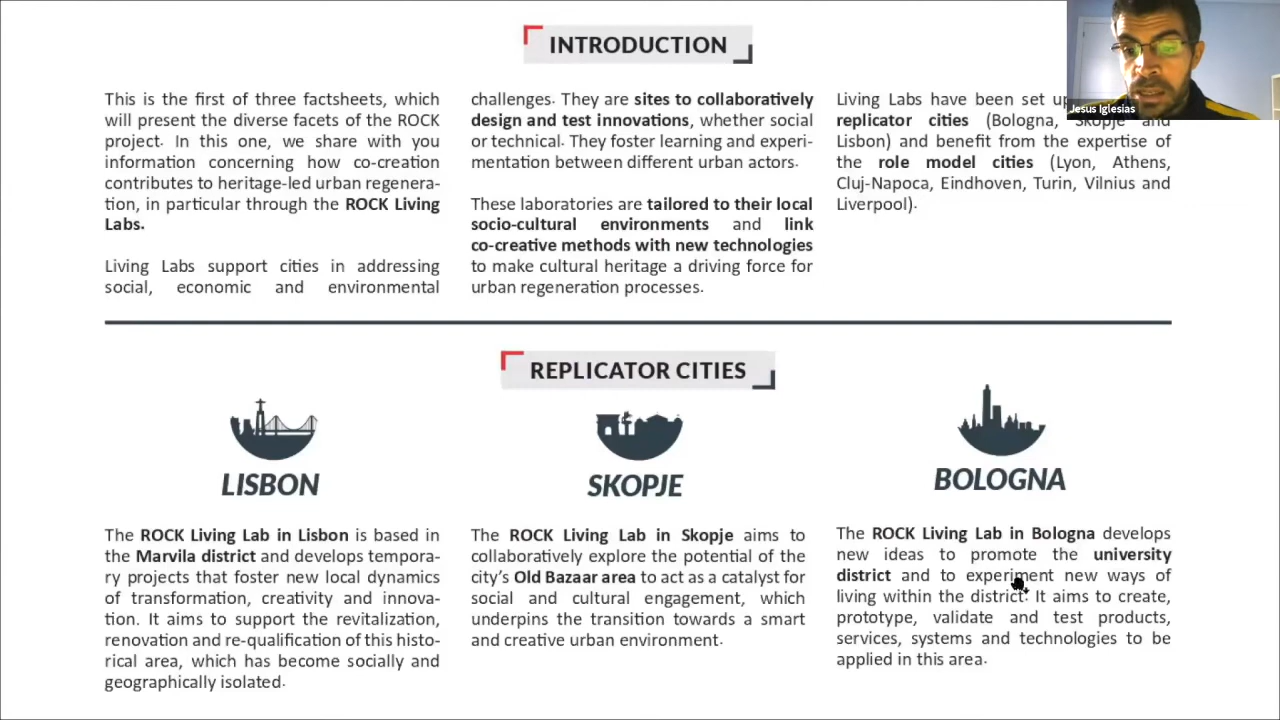 INTRODUCTION
This is the first of three factsheets, which
will present the diverse facets of the ROCK
project. In this one, we share with you
information concerning how co-creation
contributes to heritage-led urban regenera-
tion, in particular through the ROCK Living
Labs.
Living Labs support cities in addressing
social, economic and environmental
challenges. They are sites to collaboratively
design and test innovations, whether social
or technical. They foster learning and experi-
mentation between different urban actors.
These laboratories are tailored to their local
socio-cultural environments and link
co-creative methods with new technologies
to make cultural heritage a driving force for
urban regeneration processes.
Living Labs have been set up
replicator cities (Bologna, Skopje and
Lisbon) and benefit from the expertise of
the role model cities (Lyon, Athens,
Cluj-Napoca, Eindhoven, Turin, Vilnius and
Liverpool).
Jesus Iglesias
REPLICATOR CITIES
LISBON
The ROCK Living Lab in Lisbon is based in
the Marvila district and develops tempora-
ry projects that foster new local dynamics
of transformation, creativity and innova-
tion. It aims to support the revitalization,
renovation and re-qualification of this histo-
rical area, which has become socially and
geographically isolated.
SKOPJE
The ROCK Living Lab in Skopje aims to
collaboratively explore the potential of the
city's Old Bazaar area to act as a catalyst for
social and cultural engagement, which
underpins the transition towards a smart
and creative urban environment.
BOLOGNA
The ROCK Living Lab in Bologna develops
new ideas to promote the university
district and to experiment new ways of
living within the district. It aims to create,
prototype, validate and test products,
services, systems and technologies to be
applied in this area.